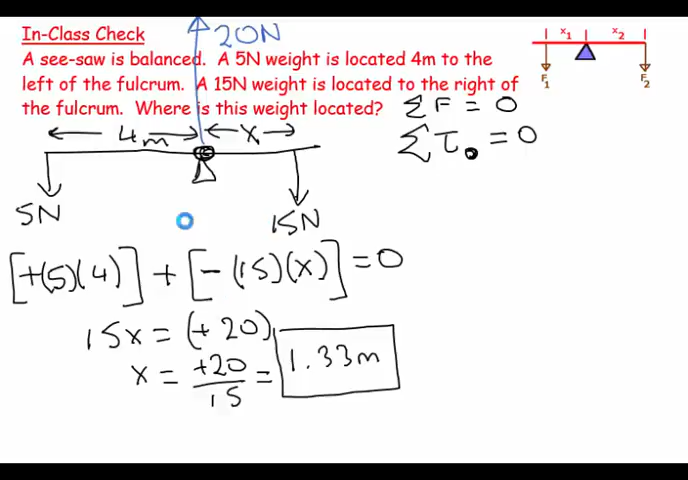 In-Class Check
20N
A see-saw is balanced. A 5N weight is located 4m to the
left of the fulcrum. A 15N weight is located to the right of
the fulcrum. Where is this weight located?
x₁ x₂
F₁ F₂
ΣF = 0
Στ₀ = 0
4m x
5N 15N
[+(5)(4)] + [-(15)(x)] = 0
15x = (+20)
x = +20/15 = 1.33m